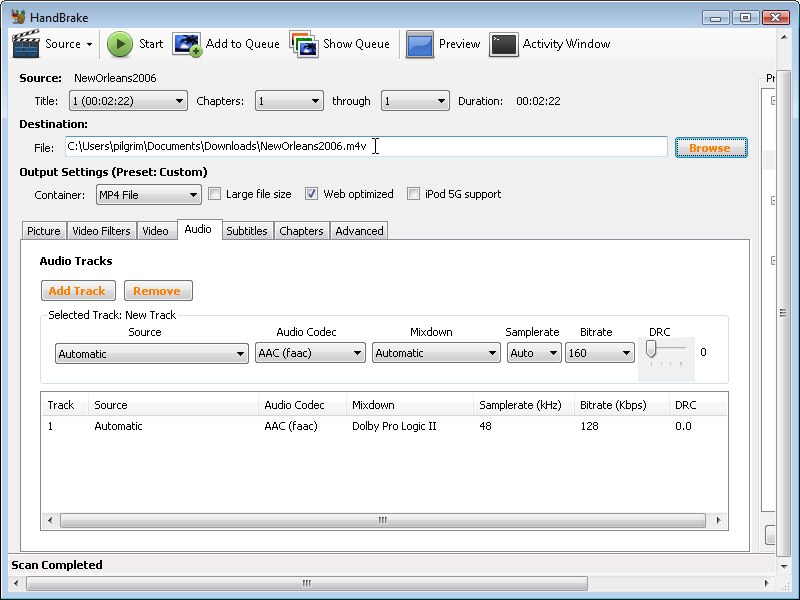 HandBrake
Source Start Add to Queue Show Queue Preview Activity Window
Source: NewOrleans2006
Title: 1 (00:02:22) Chapters: 1 through 1 Duration: 00:02:22
Destination:
File: C:\Users\pilgrim\Documents\Downloads\NewOrleans2006.m4v Browse
Output Settings (Preset: Custom)
Container: MP4 File Large file size Web optimized iPod 5G support
Picture Video Filters Video Audio Subtitles Chapters Advanced
Audio Tracks
Add Track Remove
Selected Track: New Track
Source Audio Codec Mixdown Samplerate Bitrate DRC
Automatic AAC (faac) Automatic Auto 160 0
Track Source Audio Codec Mixdown Samplerate (kHz) Bitrate (Kbps) DRC
1 Automatic AAC (faac) Dolby Pro Logic II 48 128 0.0
Scan Completed